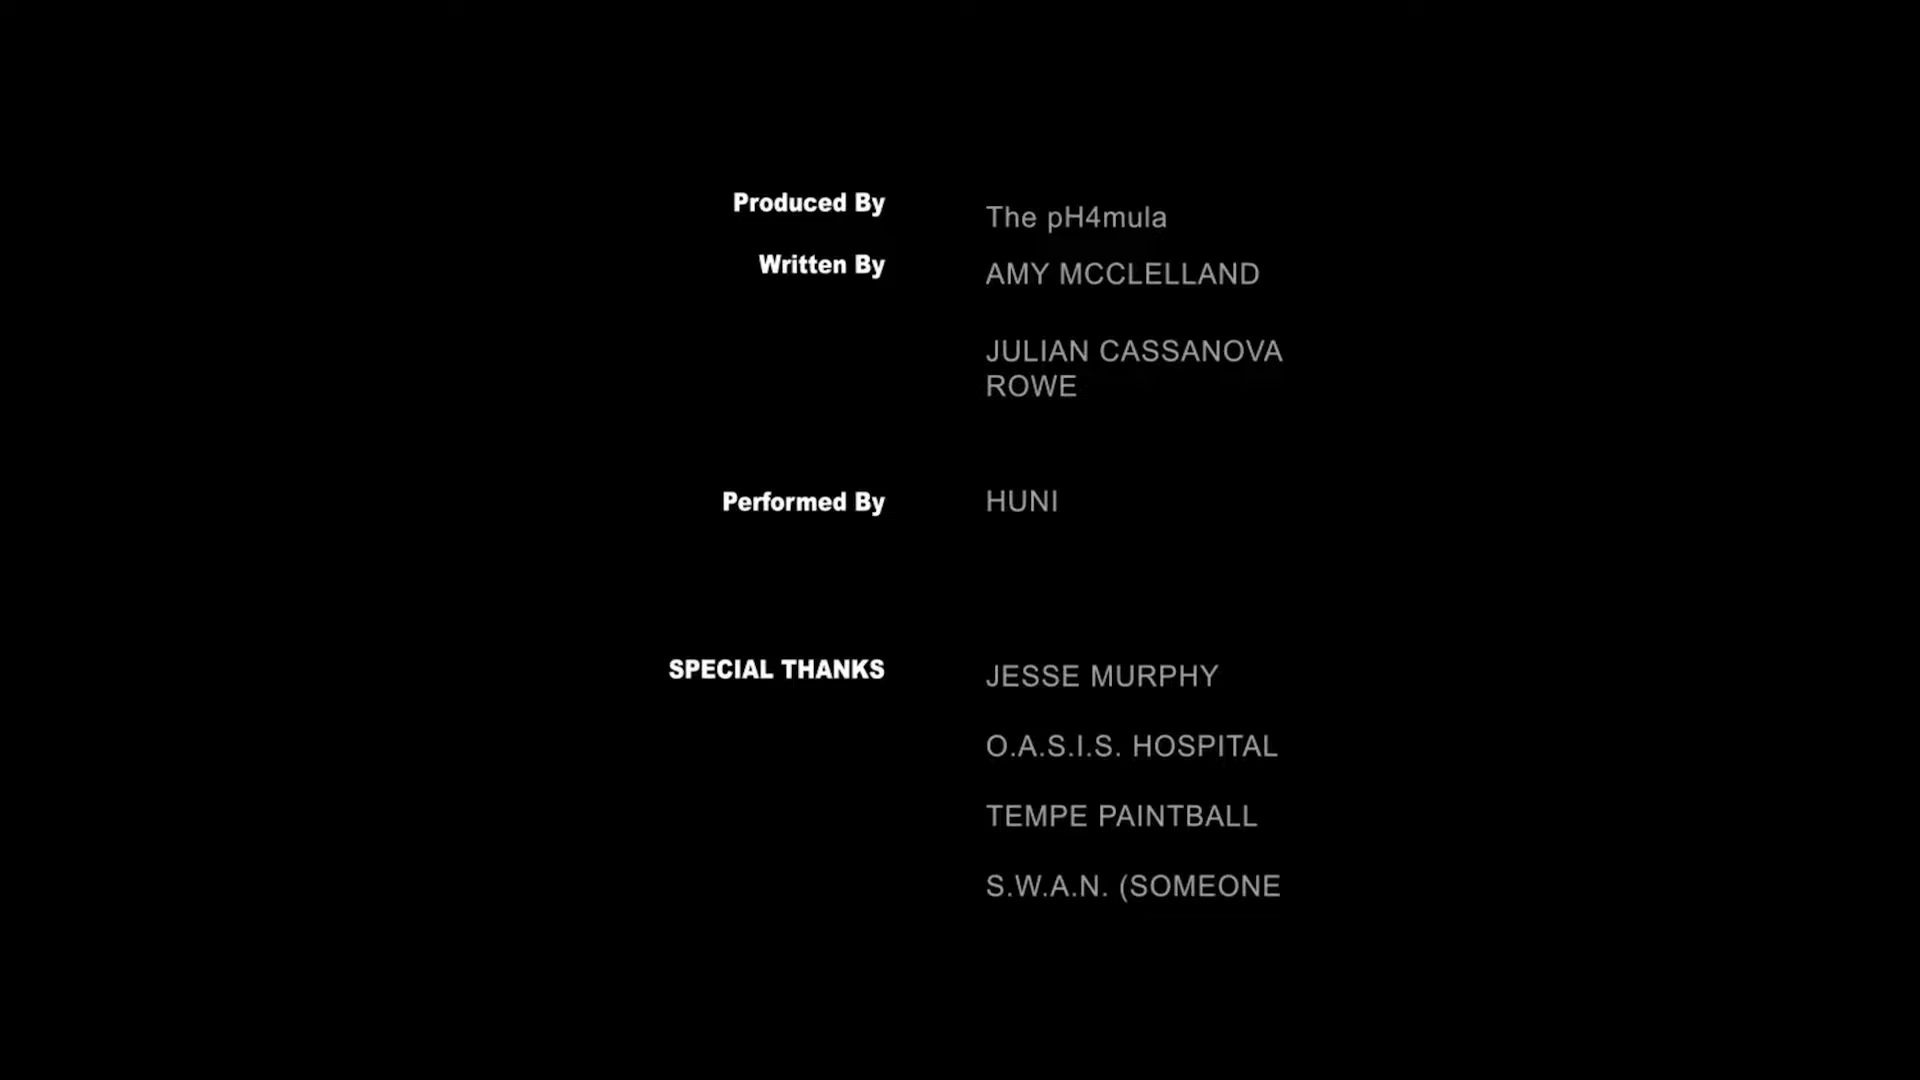 Produced By
The pH4mula
Written By
AMY MCCLELLAND
JULIAN CASSANOVA
ROWE
Performed By
HUNI
SPECIAL THANKS
JESSE MURPHY
O.A.S.I.S. HOSPITAL
TEMPE PAINTBALL
S.W.A.N. (SOMEONE